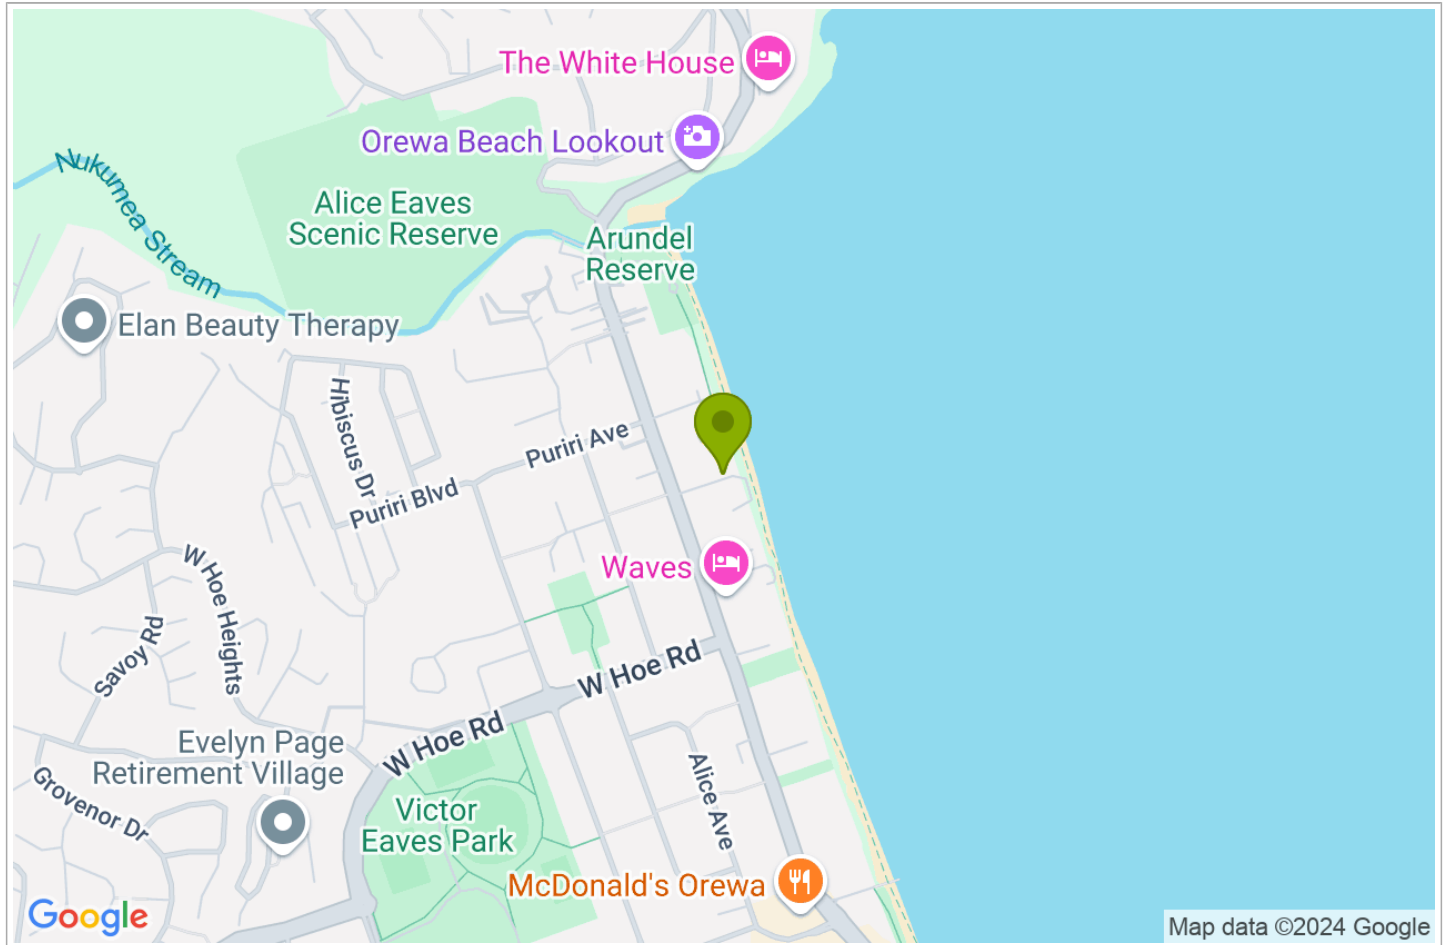 The White House
Orewa Beach Lookout
Nukumea Stream
Alice Eaves
Scenic Reserve
Arundel
Reserve
Elan Beauty Therapy
Hibiscus Dr
Puriri Ave
Puriri Blvd
Waves
W Hoe Heights
Savoy Rd
W Hoe Rd
W Hoe Rd
Evelyn Page
Retirement Village
Grovenor Dr
Alice Ave
Victor
Eaves Park
McDonald's Orewa
Google
Map data ©2024 Google